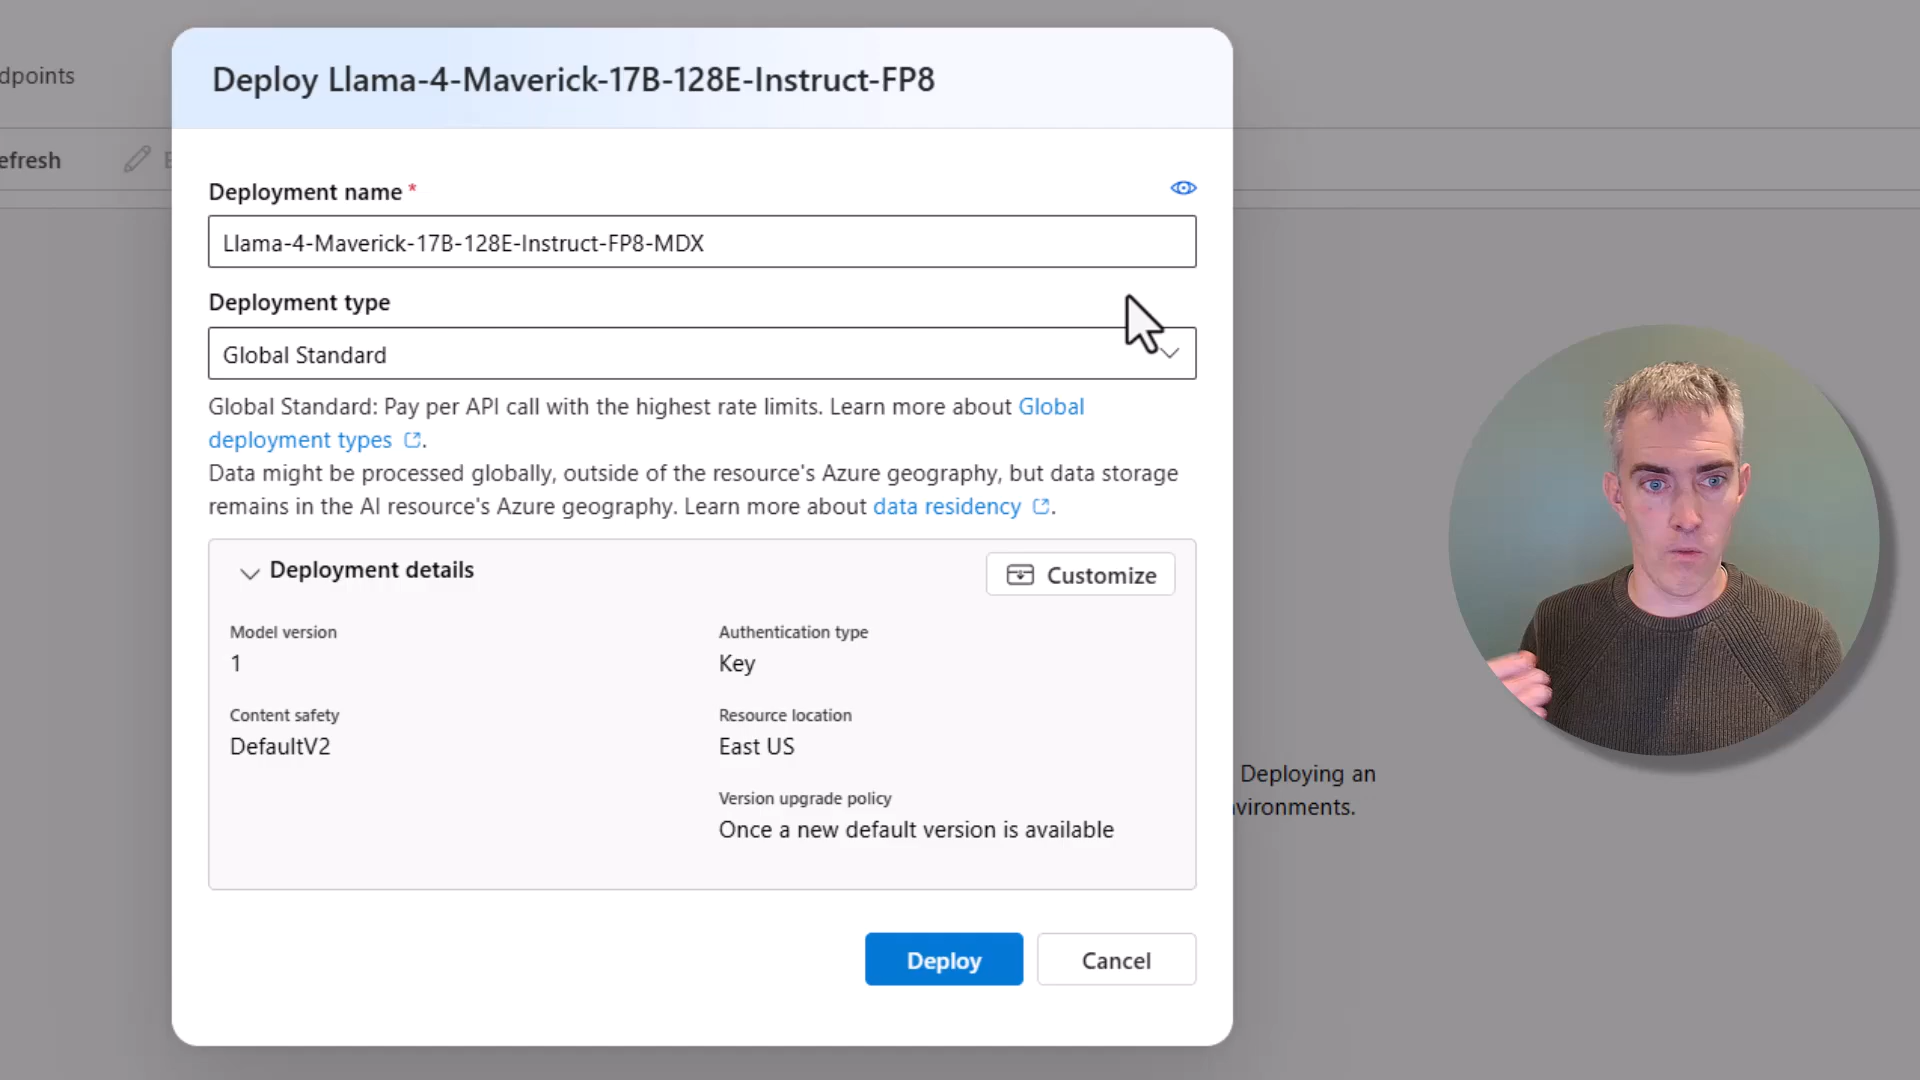 Deploy Llama-4-Maverick-17B-128E-Instruct-FP8
dpoints
efresh
Deployment name *
Llama-4-Maverick-17B-128E-Instruct-FP8-MDX
Deployment type
Global Standard
Global Standard: Pay per API call with the highest rate limits. Learn more about Global
deployment types.
Data might be processed globally, outside of the resource's Azure geography, but data storage
remains in the AI resource's Azure geography. Learn more about data residency.
Deployment details
Customize
Model version
1
Authentication type
Key
Content safety
DefaultV2
Resource location
East US
Version upgrade policy
Once a new default version is available
Deploying an
vironments.
Deploy
Cancel